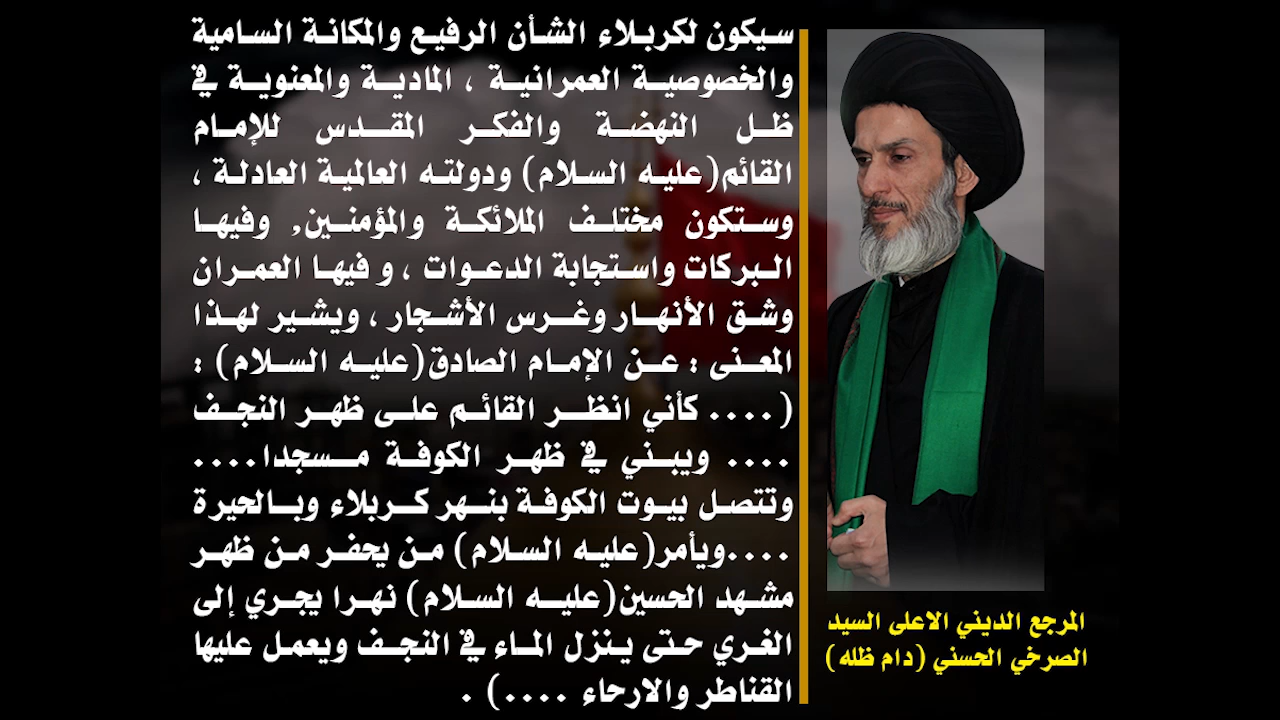 سيكون لكربلاء الشأن الرفيع والمكانة السامية
والخصوصية العمرانية ، المادية والمعنوية في
ظل النهضة والفكر المقدس للإمام
القائم(عليه السلام) ودولته العالمية العادلة ،
وستكون مختلف الملائكة والمؤمنين, وفيها
البركات واستجابة الدعوات ، و فيها العمران
وشق الأنهار وغرس الأشجار ، ويشير لهذا
المعنى : عن الإمام الصادق(عليه السلام) :
(.... كأني انظر القائم على ظهر النجف
.... ويبني في ظهر الكوفة مسجدا....
وتتصل بيوت الكوفة بنهر كربلاء وبالحيرة
....ويأمر(عليه السلام) من يحفر من ظهر
مشهد الحسين(عليه السلام) نهرا يجري إلى
الغري حتى ينزل الماء في النجف ويعمل عليها
القناطر والارحاء ....) .
المرجع الديني الاعلى السيد
الصرخي الحسني (دام ظله)